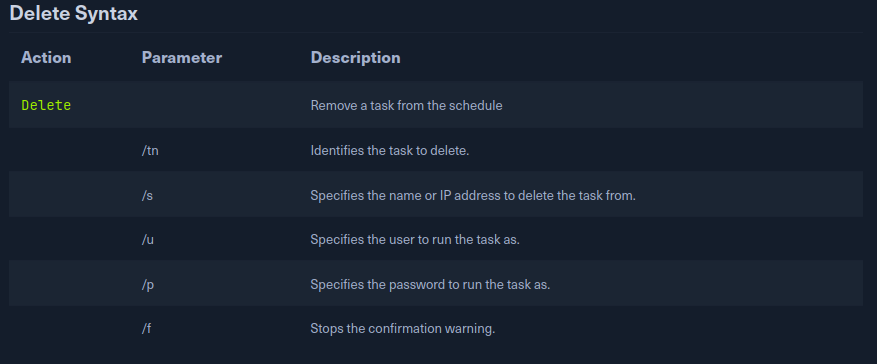 Delete Syntax
Action Parameter Description
Delete Remove a task from the schedule
/tn Identifies the task to delete.
/s Specifies the name or IP address to delete the task from.
/u Specifies the user to run the task as.
/p Specifies the password to run the task as.
/f Stops the confirmation warning.